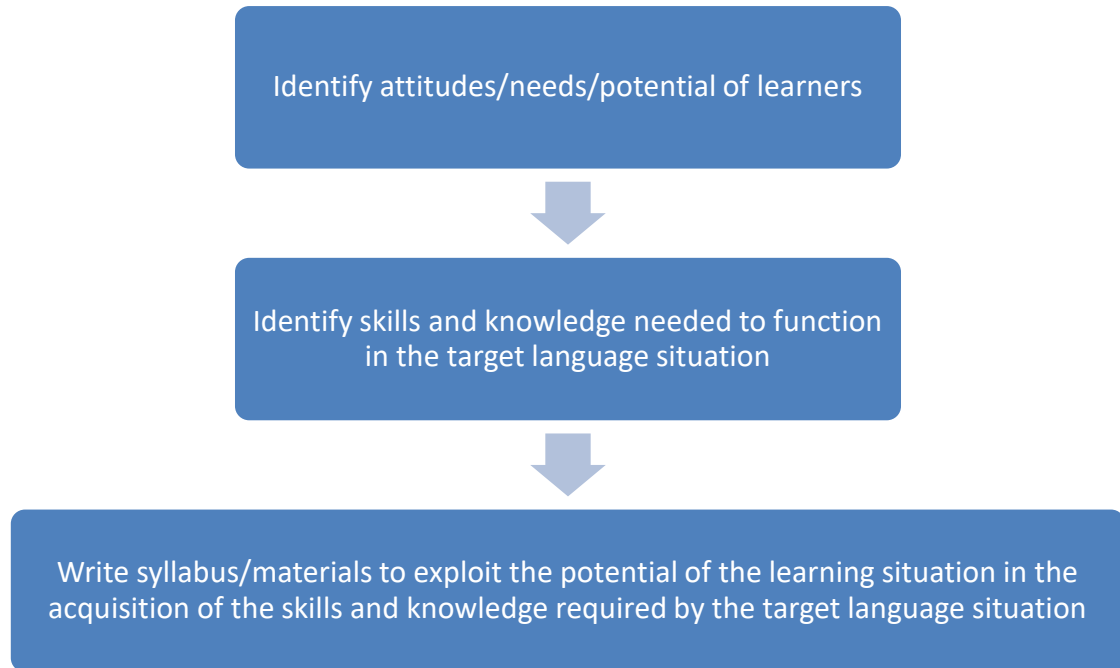 Identify attitudes/needs/potential of learners
Identify skills and knowledge needed to function
in the target language situation
Write syllabus/materials to exploit the potential of the learning situation in the
acquisition of the skills and knowledge required by the target language situation